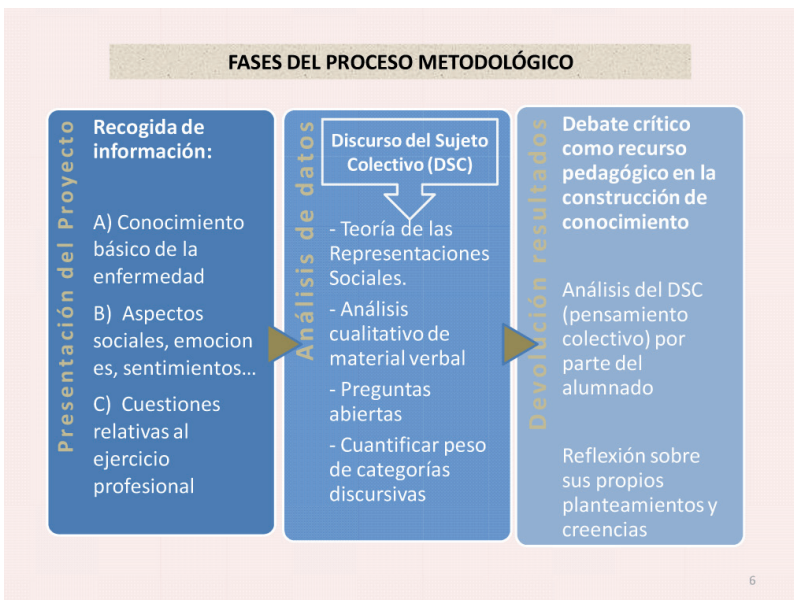 FASES DEL PROCESO METODOLÓGICO
Presentación del Proyecto
Recogida de
información:
A) Conocimiento
básico de la
enfermedad
B) Aspectos
sociales, emocion
es, sentimientos...
C) Cuestiones
relativas al
ejercicio
profesional
Análisis de datos
Discurso del Sujeto
Colectivo (DSC)
- Teoría de las
Representaciones
Sociales.
- Análisis
cualitativo de
material verbal
- Preguntas
abiertas
- Cuantificar peso
de categorías
discursivas
Devolución resultados
Debate crítico
como recurso
pedagógico en la
construcción de
conocimiento
Análisis del DSC
(pensamiento
colectivo) por
parte del
alumnado
Reflexión sobre
sus propios
planteamientos y
creencias
6